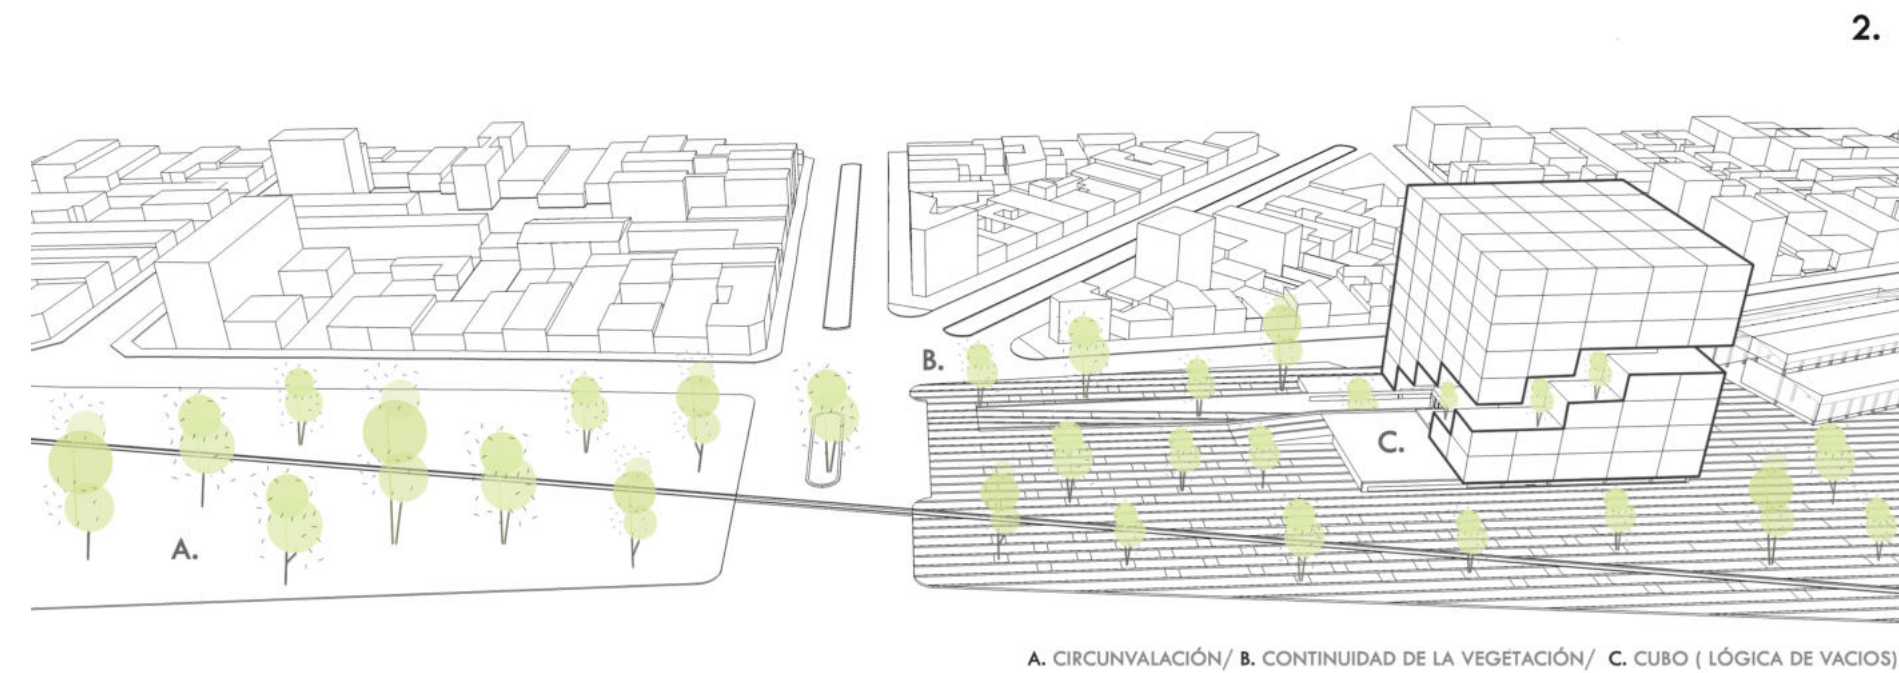 2.
B.
C.
A.
A. CIRCUNVALACIÓN/ B. CONTINUIDAD DE LA VEGETACIÓN/ C. CUBO ( LÓGICA DE VACIOS)